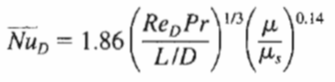 \overline{Nu}_D = 1.86 \left( \frac{Re_D Pr}{L/D} \right)^{1/3} \left( \frac{\mu}{\mu_s} \right)^{0.14}